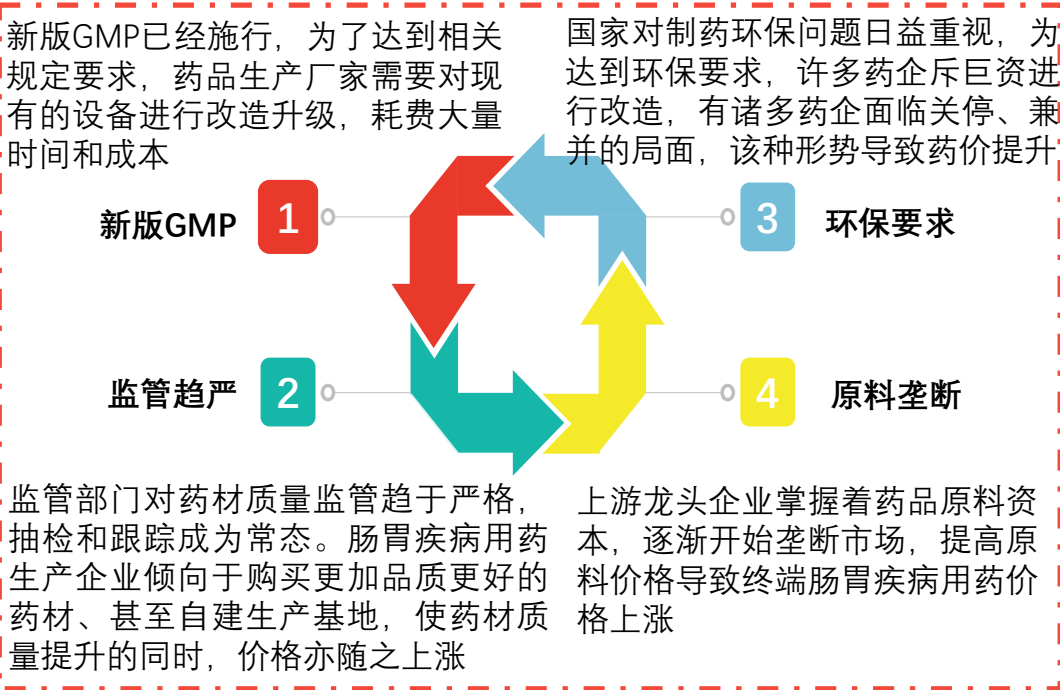 新版GMP已经施行，为了达到相关
规定要求，药品生产厂家需要对现
有的设备进行改造升级，耗费大量
时间和成本
国家对制药环保问题日益重视，为
达到环保要求，许多药企斥巨资进
行改造，有诸多药企面临关停、兼
并的局面，该种形势导致药价提升
新版GMP
1
3
环保要求
监管趋严
2
4
原料垄断
监管部门对药材质量监管趋于严格，
抽检和跟踪成为常态。肠胃疾病用药
生产企业倾向于购买更加品质更好的
药材、甚至自建生产基地，使药材质
量提升的同时，价格亦随之上涨
上游龙头企业掌握着药品原料资
本，逐渐开始垄断市场，提高原
料价格导致终端肠胃疾病用药价
格上涨